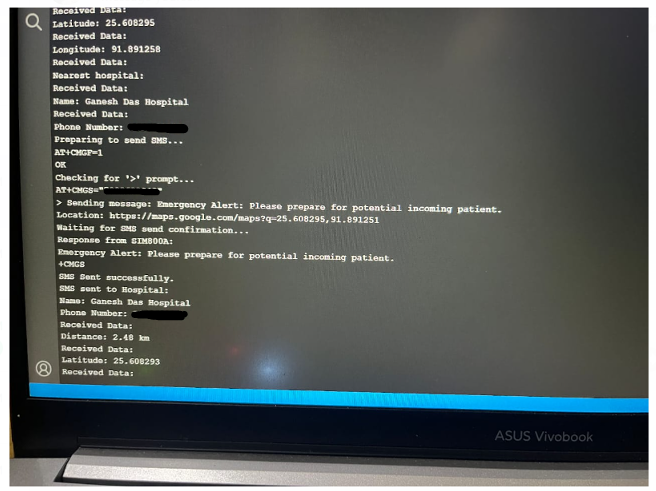 Received Data:
Latitude: 25.608295
Received Data:
Longitude: 91.891258
Received Data:
Nearest hospital:
Received Data:
Name: Ganesh Das Hospital
Received Data:
Phone Number:
Preparing to send SMS...
AT+CMGF=1
OK
Checking for '>' prompt...
AT+CMGS="
> Sending message: Emergency Alert: Please prepare for potential incoming patient.
Location: https://maps.google.com/maps?q=25.608295,91.891251
Waiting for SMS send confirmation...
Response from SIM800A:
Emergency Alert: Please prepare for potential incoming patient.
+CMGS
SMS Sent successfully.
SMS sent to Hospital:
Name: Ganesh Das Hospital
Phone Number:
Received Data:
Distance: 2.48 km
Received Data:
Latitude: 25.608293
Received Data:
ASUS Vivobook